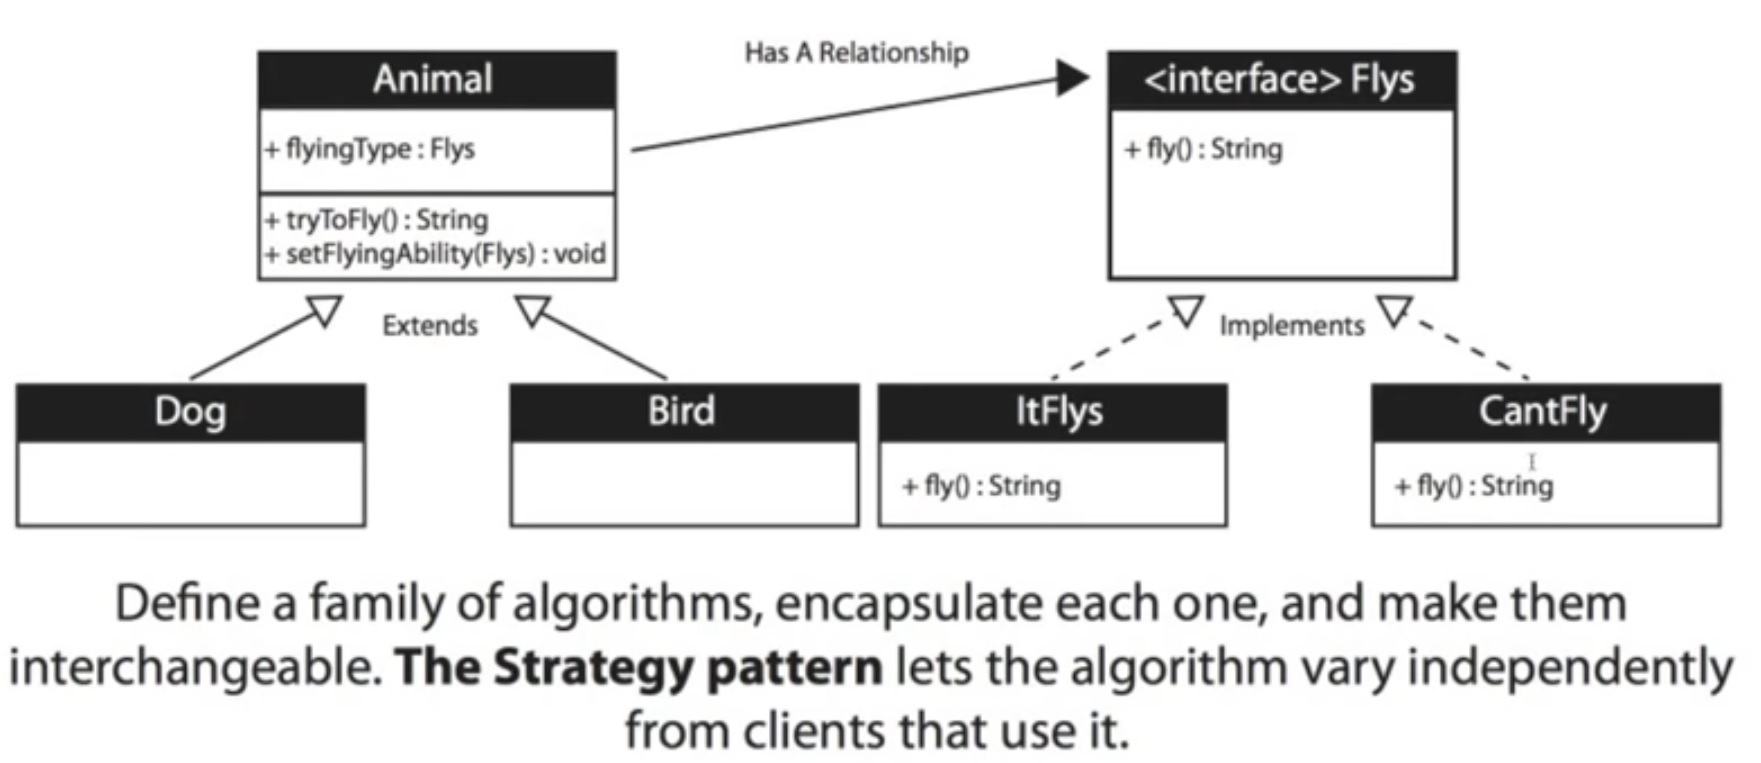 Has A Relationship
Animal
+ flyingType : Flys
+ tryToFly() : String
+ setFlyingAbility(Flys) : void
<interface> Flys
+ fly() : String
Extends
Implements
Dog
Bird
ItFlys
+ fly() : String
CantFly
+ fly() : String
Define a family of algorithms, encapsulate each one, and make them
interchangeable. The Strategy pattern lets the algorithm vary independently
from clients that use it.